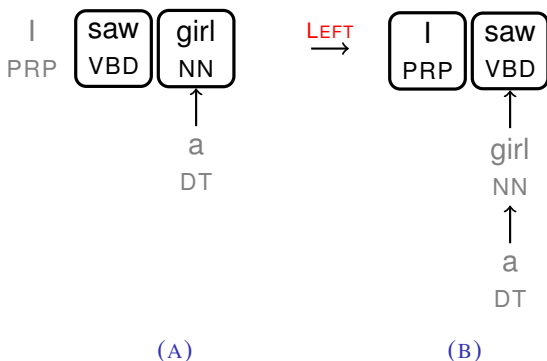 I saw girl LEFT I saw
PRP VBD NN PRP VBD
a girl
DT NN
a
DT
(A) (B)